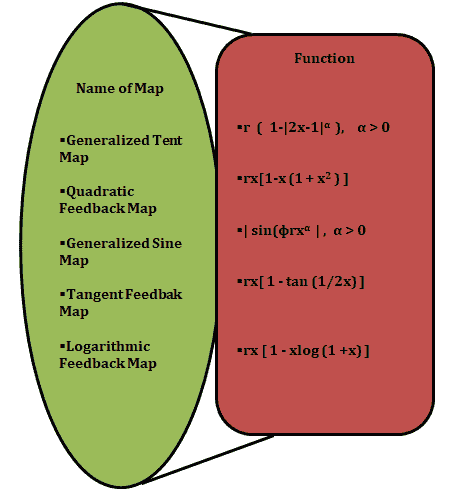 Name of Map
▪Generalized Tent
Map
▪Quadratic
Feedback Map
▪Generalized Sine
Map
▪Tangent Feedbak
Map
▪Logarithmic
Feedback Map
Function
▪r ( 1-|2x-1|ᵅ ), α > 0
▪rx[1-x (1 + x² ) ]
▪| sin(ϕrxᵅ | , α > 0
▪rx[ 1 - tan (1/2x) ]
▪rx [ 1 - xlog (1 +x) ]